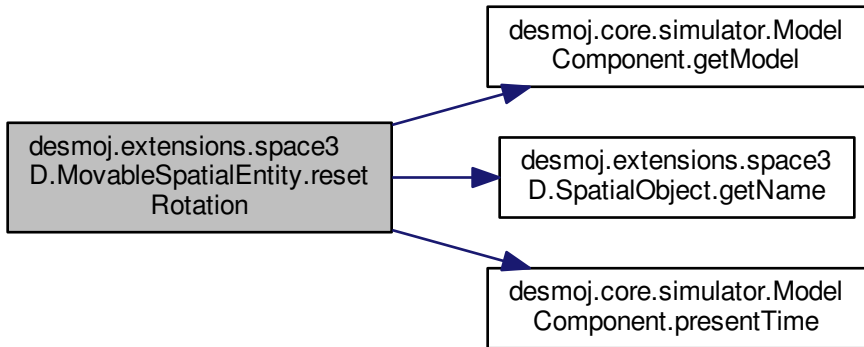 desmoj.core.simulator.Model
Component.getModel
desmoj.extensions.space3
D.MovableSpatialEntity.reset
Rotation
desmoj.extensions.space3
D.SpatialObject.getName
desmoj.core.simulator.Model
Component.presentTime